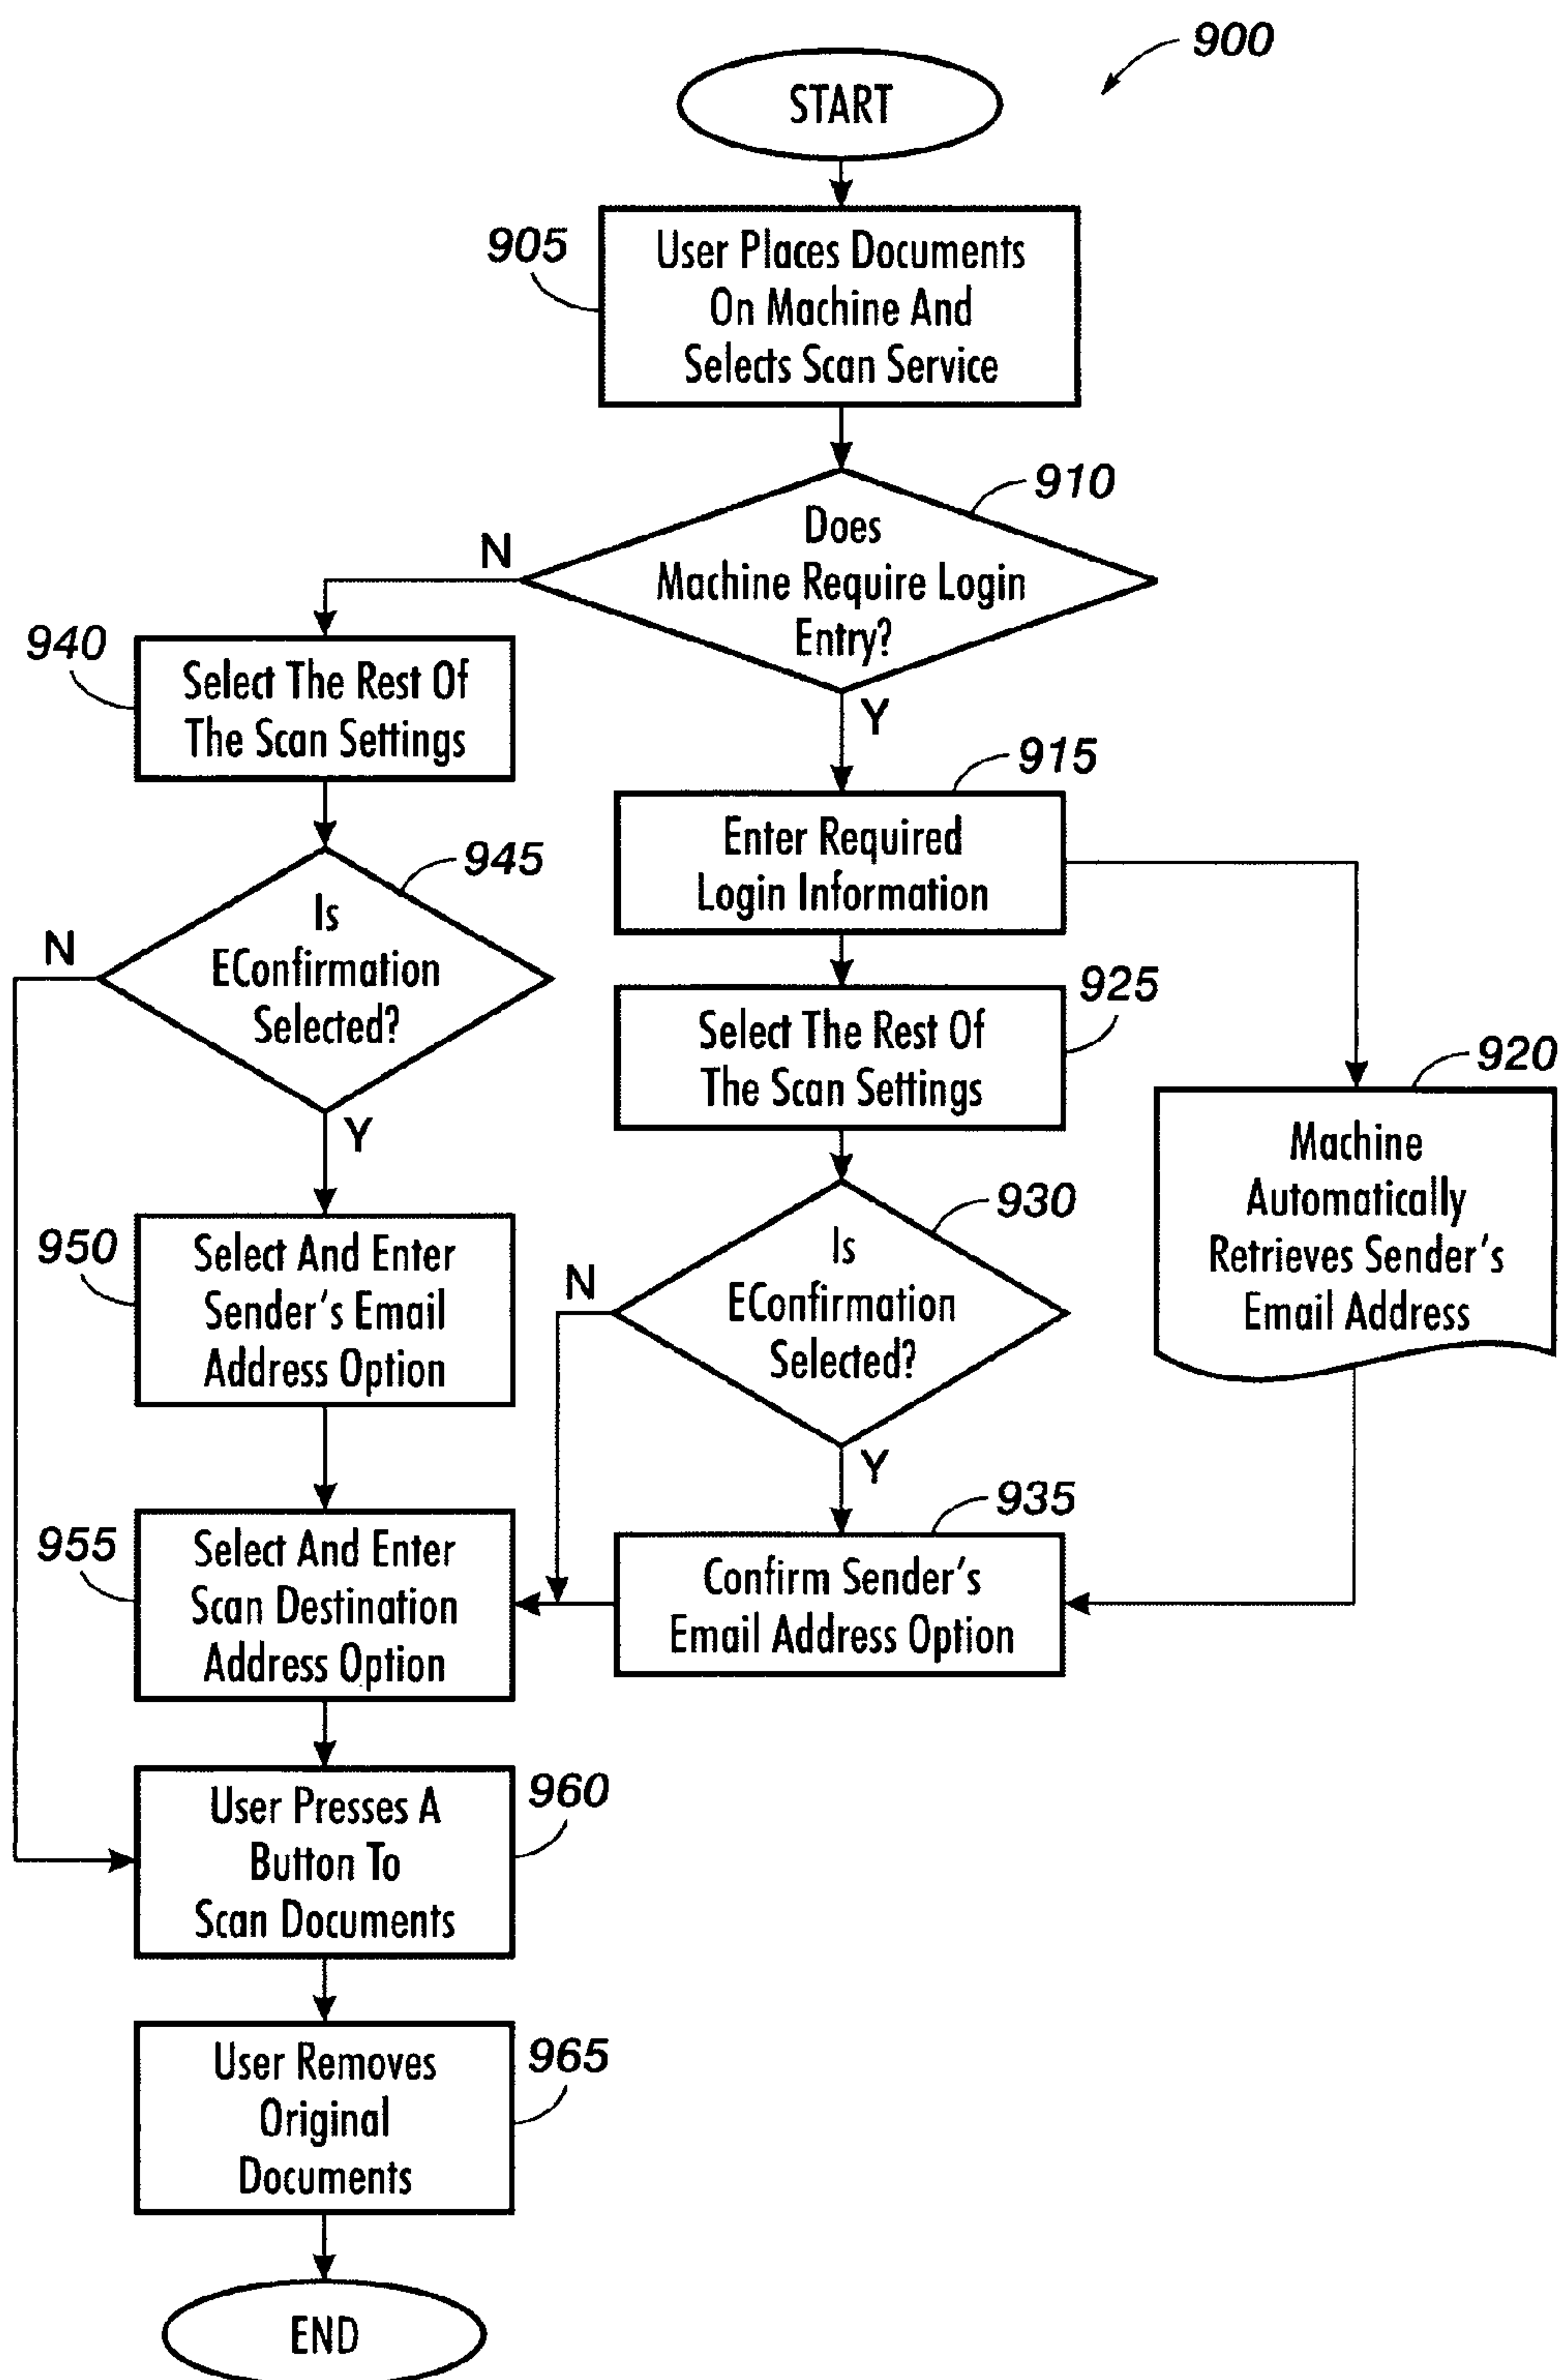 900
START
905
User Places Documents
On Machine And
Selects Scan Service
910
Does
Machine Require Login
Entry?
N
Y
940
Select The Rest Of
The Scan Settings
915
Enter Required
Login Information
945
Is
EConfirmation
Selected?
N
Y
925
Select The Rest Of
The Scan Settings
920
Machine
Automatically
Retrieves Sender's
Email Address
930
Is
EConfirmation
Selected?
N
Y
950
Select And Enter
Sender's Email
Address Option
935
Confirm Sender's
Email Address Option
955
Select And Enter
Scan Destination
Address Option
960
User Presses A
Button To
Scan Documents
965
User Removes
Original
Documents
END